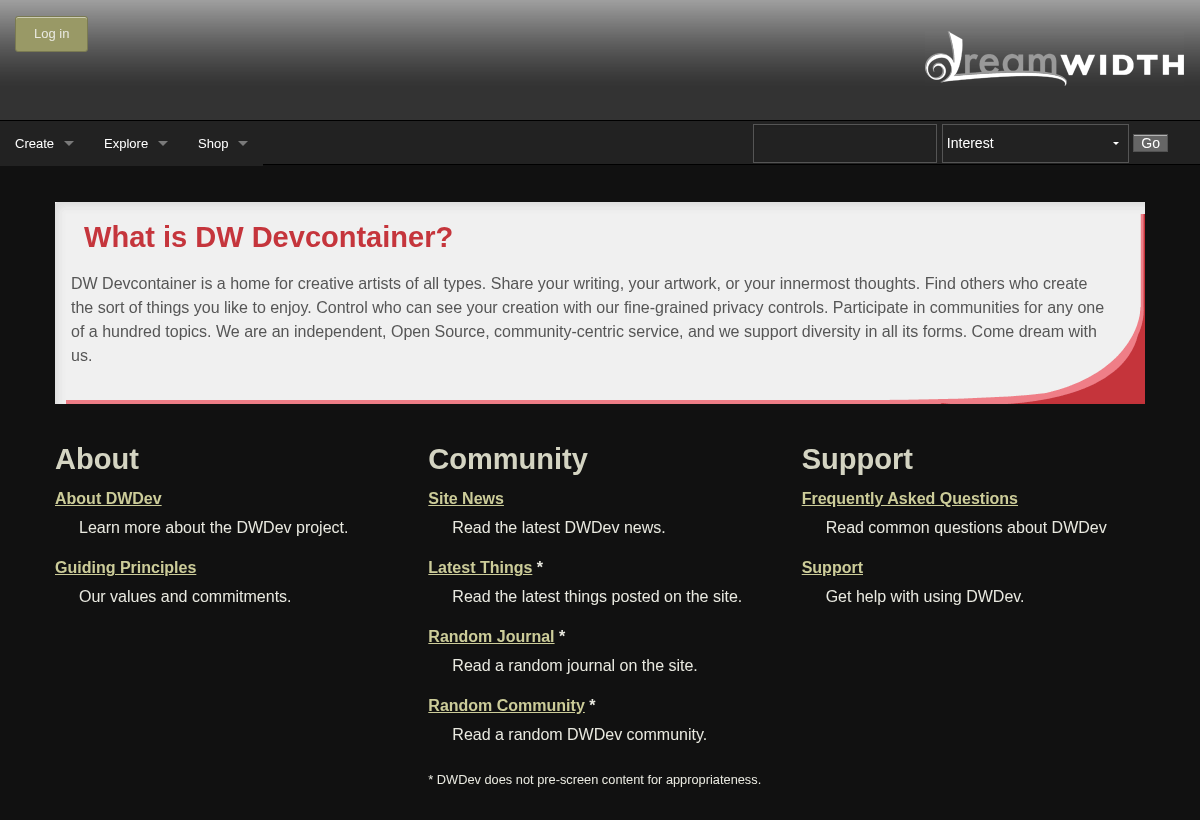 Log in
dreamWIDTH
Create Explore Shop Interest Go
What is DW Devcontainer?
DW Devcontainer is a home for creative artists of all types. Share your writing, your artwork, or your innermost thoughts. Find others who create
the sort of things you like to enjoy. Control who can see your creation with our fine-grained privacy controls. Participate in communities for any one
of a hundred topics. We are an independent, Open Source, community-centric service, and we support diversity in all its forms. Come dream with
us.
About
About DWDev
Learn more about the DWDev project.
Guiding Principles
Our values and commitments.
Community
Site News
Read the latest DWDev news.
Latest Things *
Read the latest things posted on the site.
Random Journal *
Read a random journal on the site.
Random Community *
Read a random DWDev community.
* DWDev does not pre-screen content for appropriateness.
Support
Frequently Asked Questions
Read common questions about DWDev
Support
Get help with using DWDev.